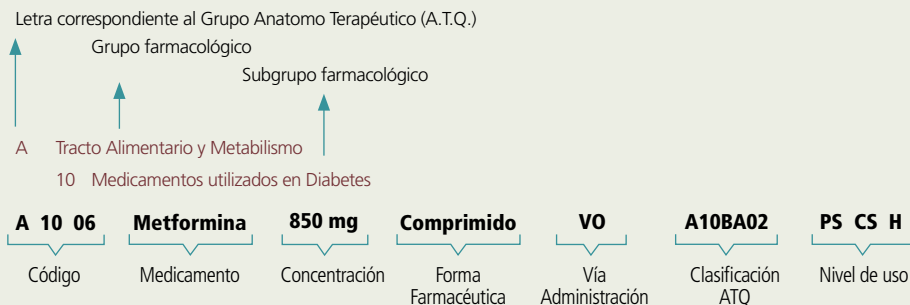 Letra correspondiente al Grupo Anatomo Terapéutico (A.T.Q.)
Grupo farmacológico
Subgrupo farmacológico
A Tracto Alimentario y Metabilismo
10 Medicamentos utilizados en Diabetes
A 10 06 Metformina 850 mg Comprimido VO A10BA02 PS CS H
Código Medicamento Concentración Forma Vía Clasificación Nivel de uso
Farmacéutica Administración ATQ